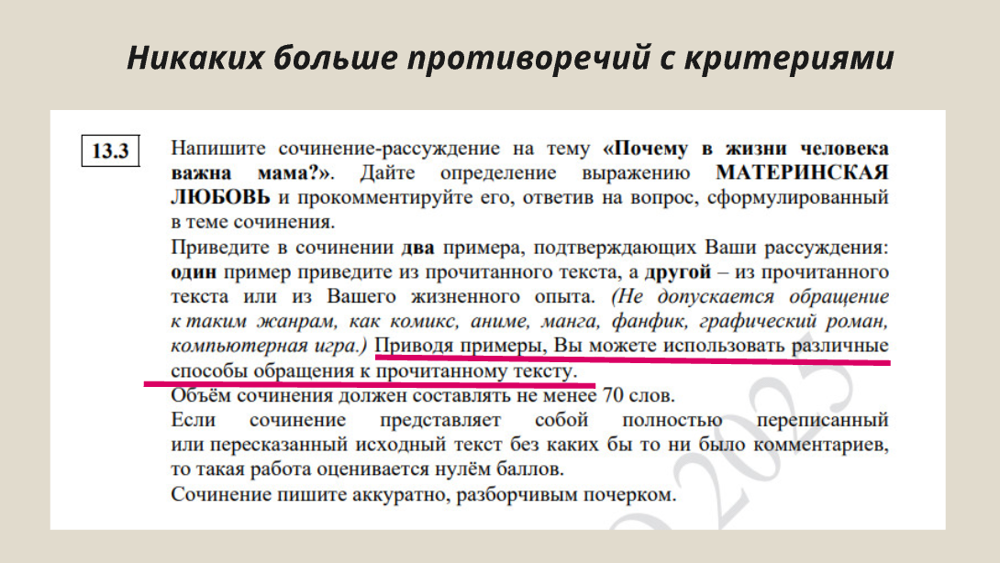 Никаких больше противоречий с критериями
13.3
Напишите сочинение-рассуждение на тему «Почему в жизни человека
важна мама?». Дайте определение выражению МАТЕРИНСКАЯ
ЛЮБОВЬ и прокомментируйте его, ответив на вопрос, сформулированный
в теме сочинения.
Приведите в сочинении два примера, подтверждающих Ваши рассуждения:
один пример приведите из прочитанного текста, а другой – из прочитанного
текста или из Вашего жизненного опыта. (Не допускается обращение
к таким жанрам, как комикс, аниме, манга, фанфик, графический роман,
компьютерная игра.) Приводя примеры, Вы можете использовать различные
способы обращения к прочитанному тексту.
Объём сочинения должен составлять не менее 70 слов.
Если сочинение представляет собой полностью переписанный
или пересказанный исходный текст без каких бы то ни было комментариев,
то такая работа оценивается нулём баллов.
Сочинение пишите аккуратно, разборчивым почерком.
2025